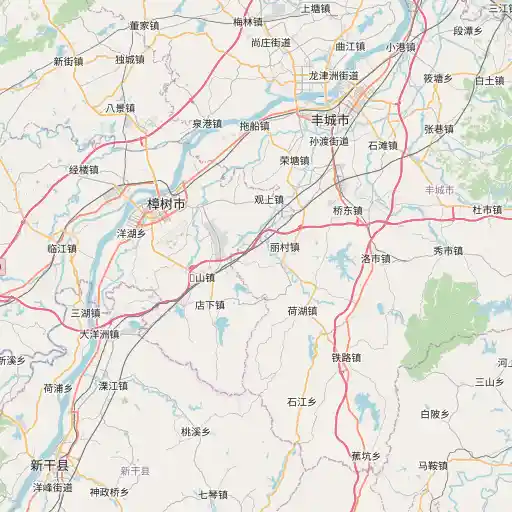 上塘镇
三江镇
梅林镇
董家镇
段潭乡
尚庄街道
曲江镇
小港镇
独城镇
新街镇
龙津洲街道
筱塘乡
白土镇
八景镇
丰城市
泉港镇
拖船镇
张巷镇
孙渡街道
石滩镇
荣塘镇
经楼镇
丰城市
观上镇
樟树市
桥东镇
杜市镇
洋湖乡
临江镇
丽村镇
秀市镇
洛市镇
山镇
店下镇
荷湖镇
三湖镇
大洋洲镇
铁路镇
新溪乡
河上
荷浦乡
溧江镇
三山乡
石江乡
白陂乡
桃溪乡
蕉坑乡
新干县
新干县
马鞍镇
洋峰街道
神政桥乡
七琴镇